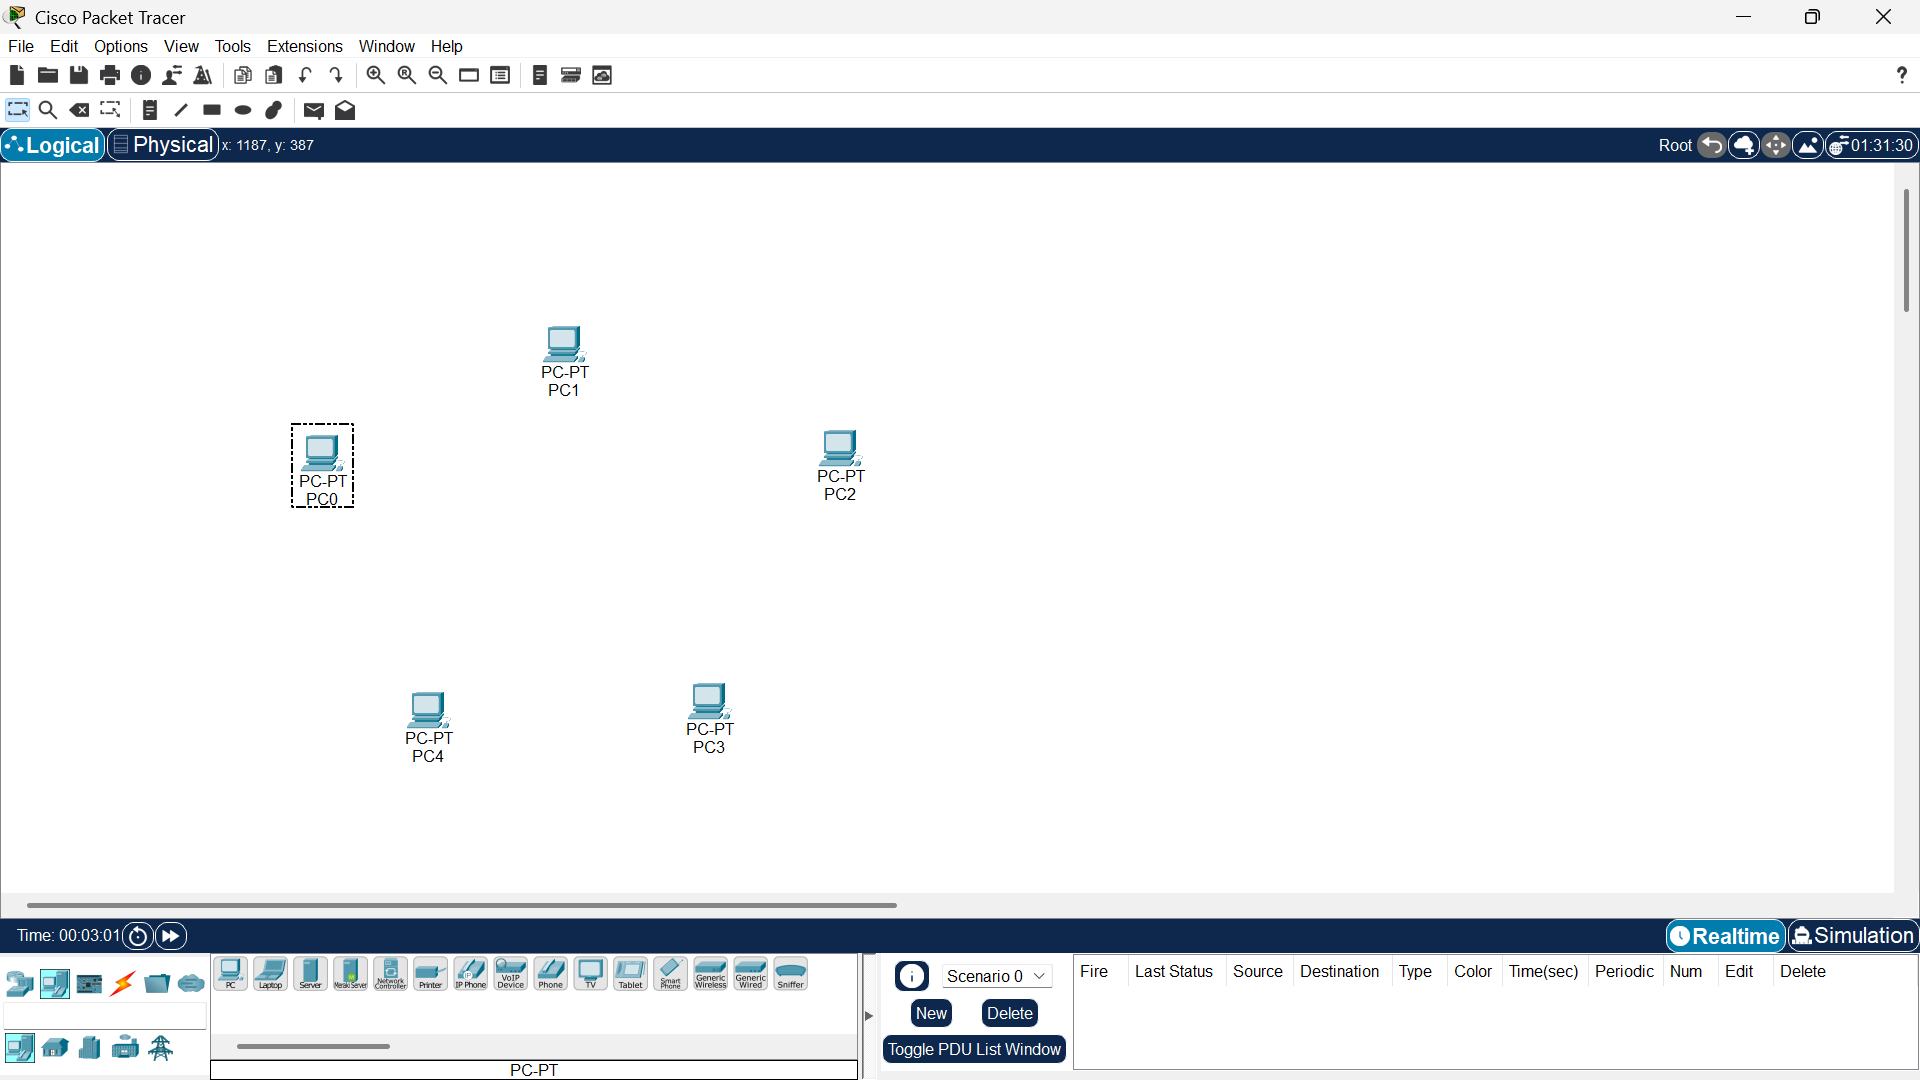 Cisco Packet Tracer
File Edit Options View Tools Extensions Window Help
Logical Physical x: 1187, y: 387 Root 01:31:30
PC-PT
PC1
PC-PT
PC0
PC-PT
PC2
PC-PT
PC4
PC-PT
PC3
Time: 00:03:01 Realtime Simulation
PC Laptop Server Meraki Server Network Controller Printer IP Phone VoIP Device Phone TV Tablet Smart Phone Generic Wireless Generic Wired Sniffer
PC-PT
Scenario 0
New Delete
Toggle PDU List Window
Fire Last Status Source Destination Type Color Time(sec) Periodic Num Edit Delete